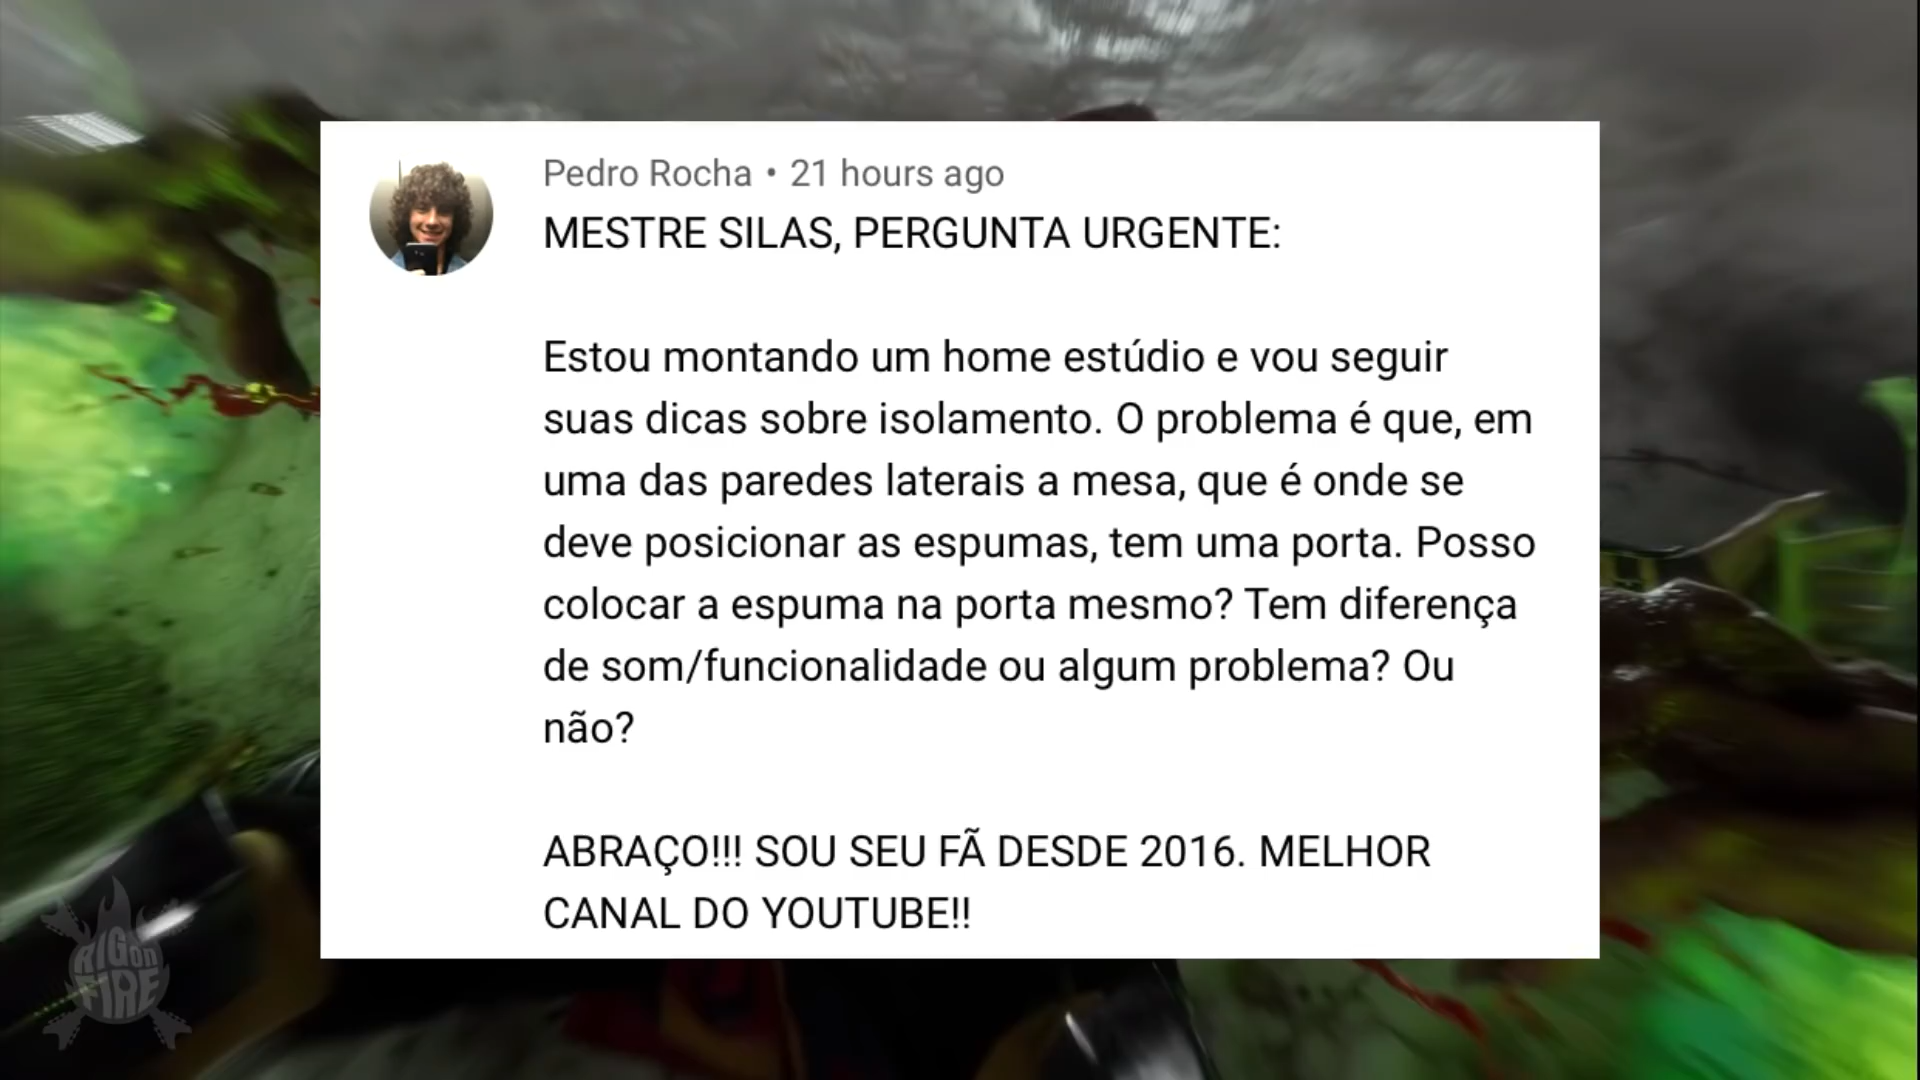 Pedro Rocha • 21 hours ago
MESTRE SILAS, PERGUNTA URGENTE:
Estou montando um home estúdio e vou seguir
suas dicas sobre isolamento. O problema é que, em
uma das paredes laterais a mesa, que é onde se
deve posicionar as espumas, tem uma porta. Posso
colocar a espuma na porta mesmo? Tem diferença
de som/funcionalidade ou algum problema? Ou
não?
ABRAÇO!!! SOU SEU FÃ DESDE 2016. MELHOR
CANAL DO YOUTUBE!!
RIG on
FIRE